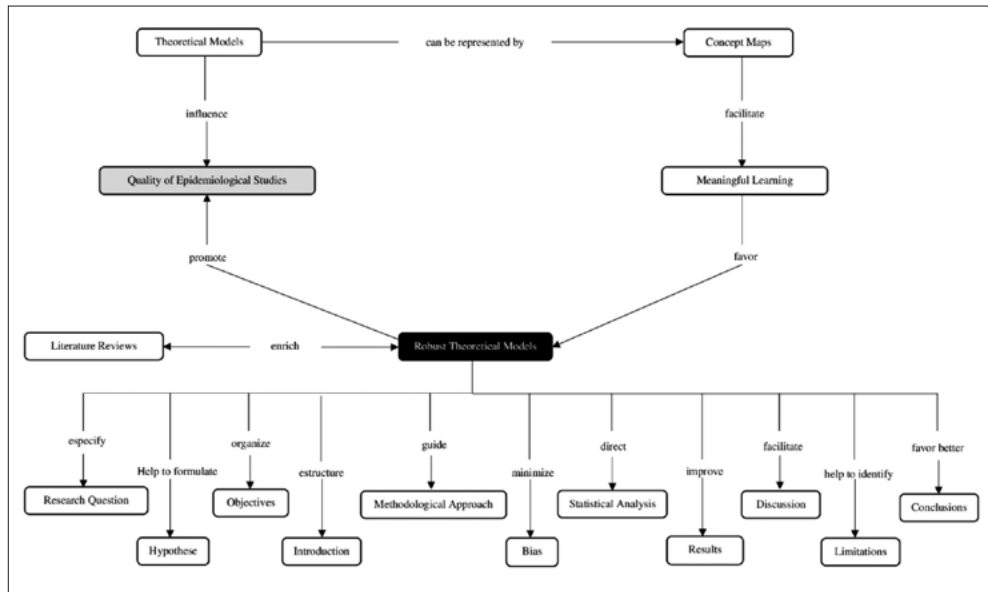 Theoretical Models
can be represented by
Concept Maps
influence
facilitate
Quality of Epidemiological Studies
Meaningful Learning
promote
favor
Literature Reviews
enrich
Robust Theoretical Models
especify
Help to formulate
organize
estructure
guide
minimize
direct
improve
facilitate
help to identify
favor better
Research Question
Hypothese
Objectives
Introduction
Methodological Approach
Bias
Statistical Analysis
Results
Discussion
Limitations
Conclusions